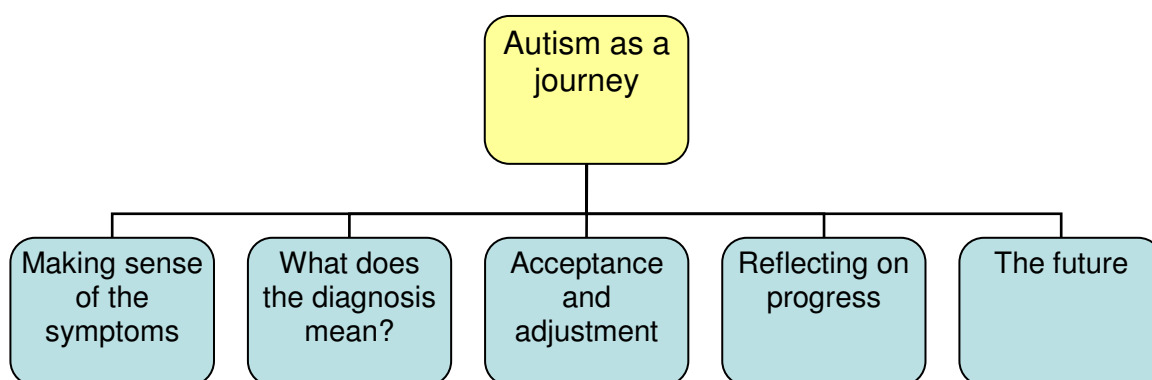 Autism as a
journey
Making sense
of the
symptoms
What does
the diagnosis
mean?
Acceptance
and
adjustment
Reflecting on
progress
The future